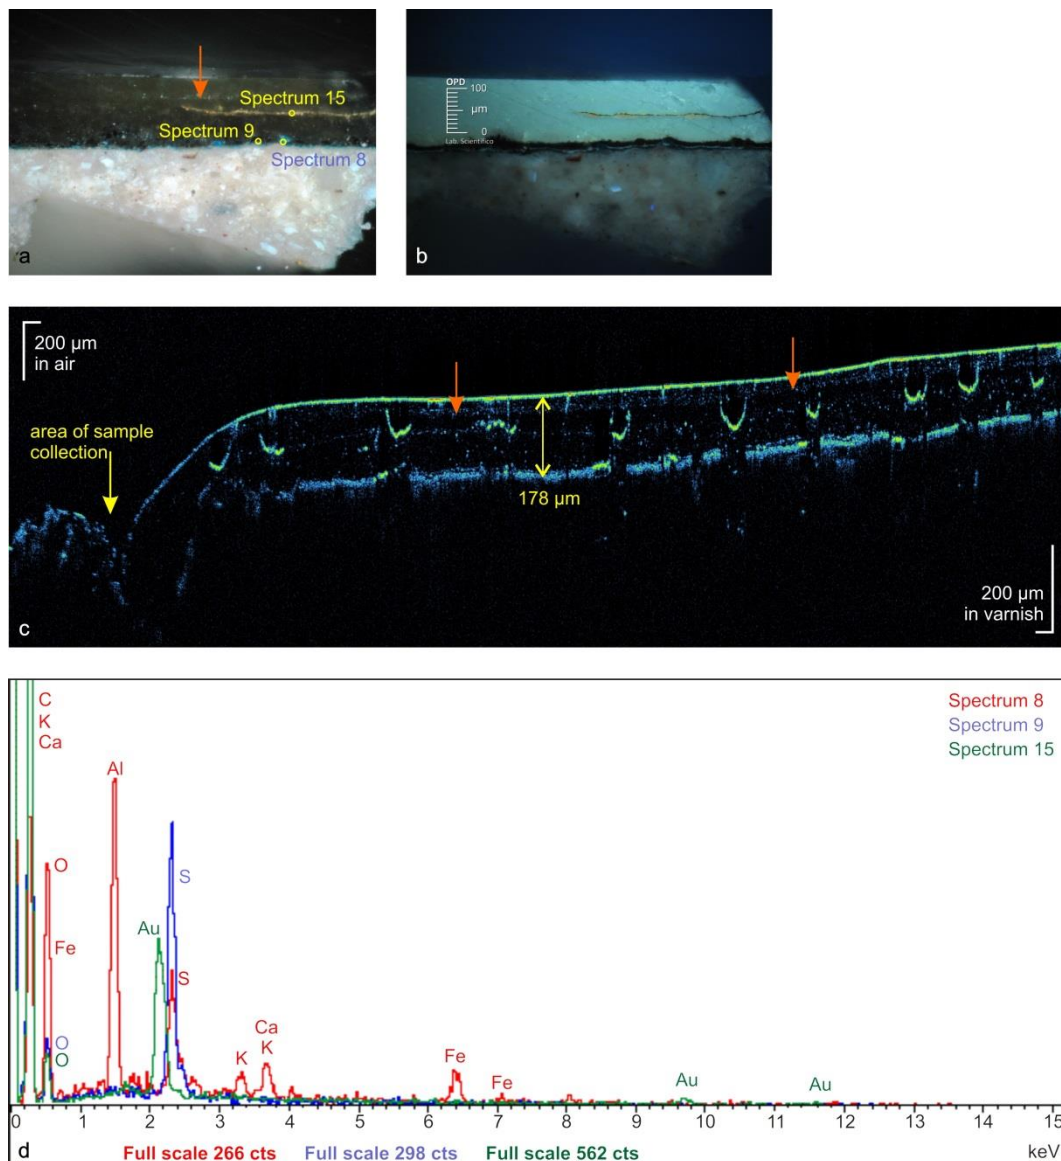 Spectrum 15
Spectrum 9
Spectrum 8
a
OPD
100
µm
0
Lab. Scientifico
b
200 µm
in air
area of sample
collection
178 µm
200 µm
in varnish
c
C
K
Ca
O
Fe
O
O
Al
Au
S
S
K
Ca
K
Fe
Fe
Au
Au
Spectrum 8
Spectrum 9
Spectrum 15
0 1 2 3 4 5 6 7 8 9 10 11 12 13 14 15
d
Full scale 266 cts Full scale 298 cts Full scale 562 cts
keV